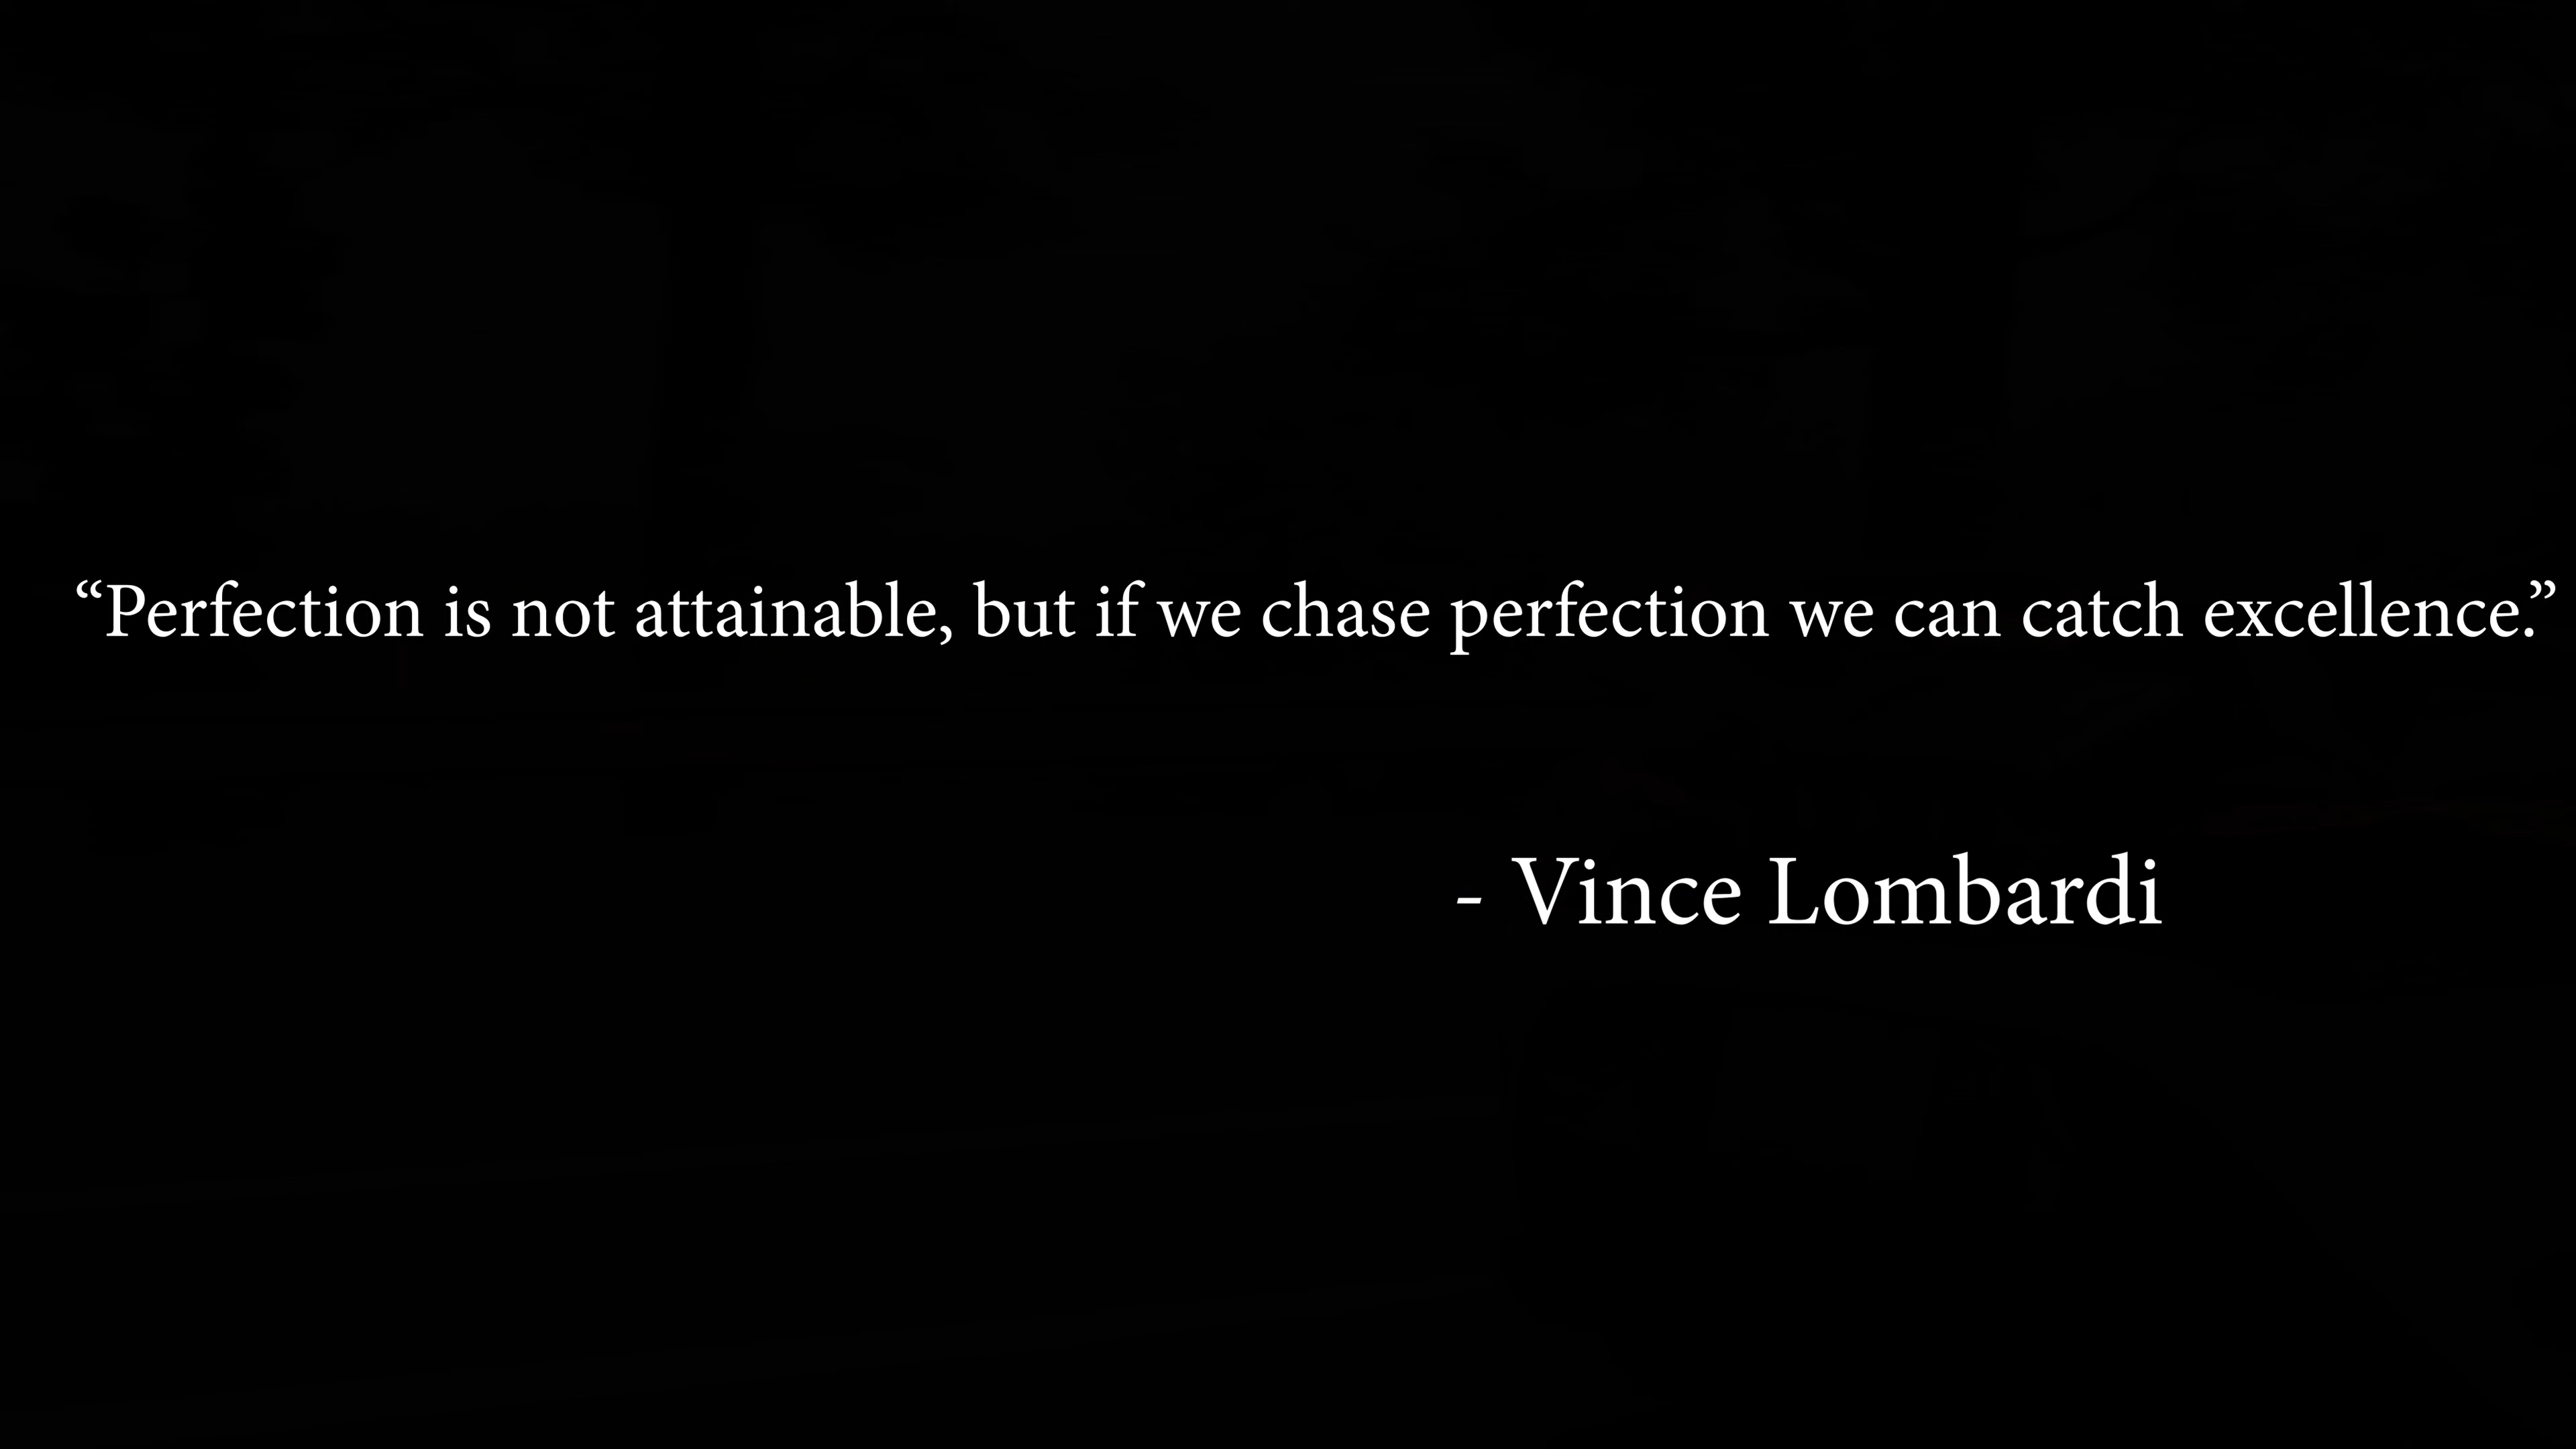 “Perfection is not attainable, but if we chase perfection we can catch excellence.”
- Vince Lombardi